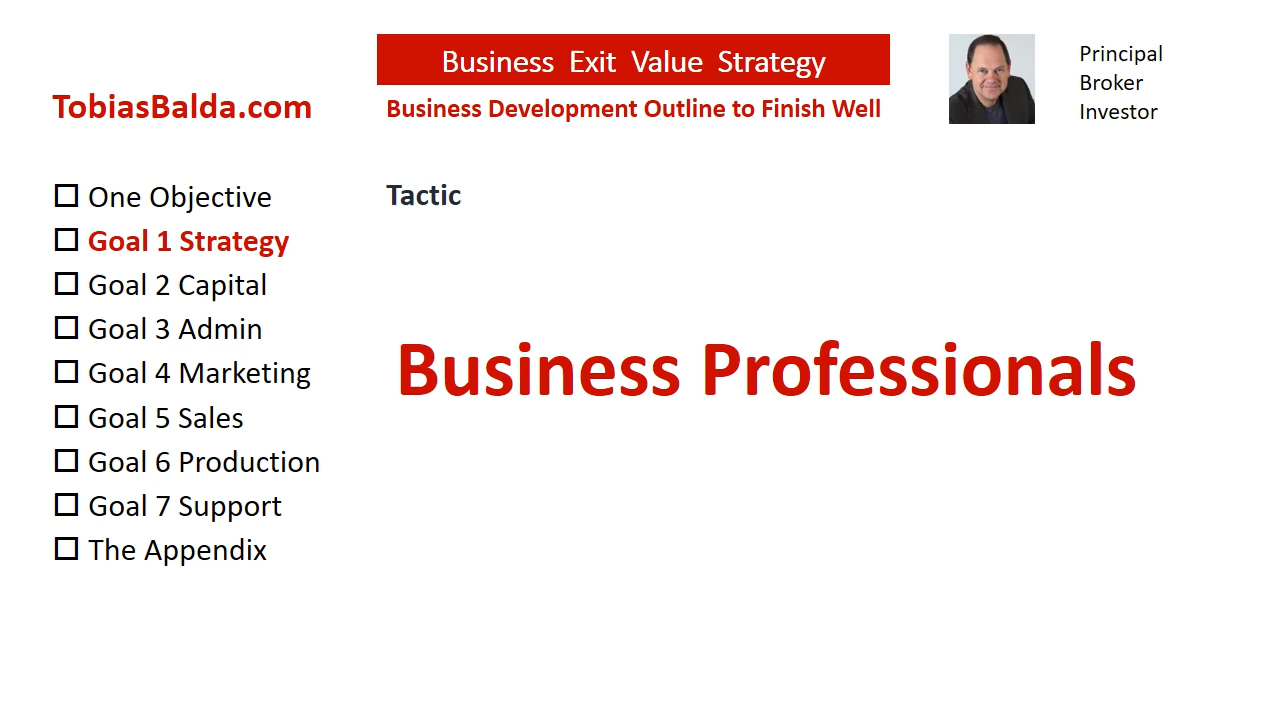 TobiasBalda.com
Business Exit Value Strategy
Business Development Outline to Finish Well
Principal
Broker
Investor
One Objective
Goal 1 Strategy
Goal 2 Capital
Goal 3 Admin
Goal 4 Marketing
Goal 5 Sales
Goal 6 Production
Goal 7 Support
The Appendix
Tactic
Business Professionals